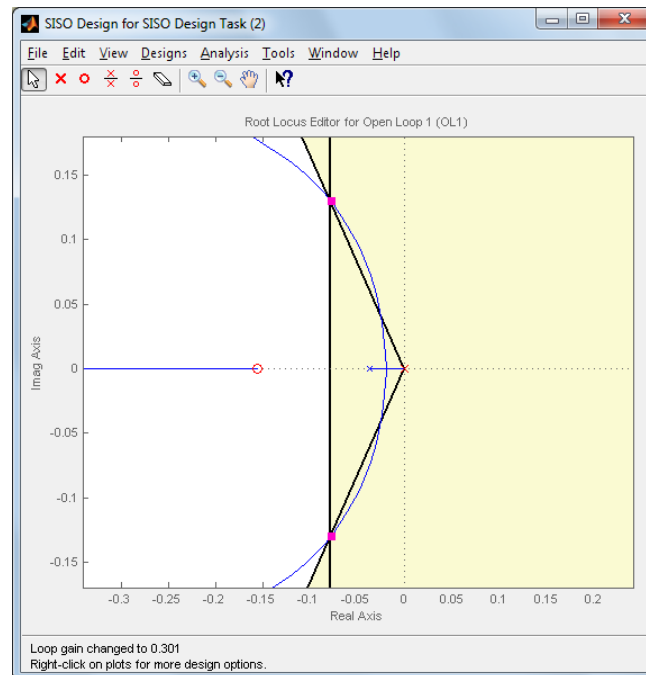 SISO Design for SISO Design Task (2)
File Edit View Designs Analysis Tools Window Help
Root Locus Editor for Open Loop 1 (OL1)
0.15
0.1
0.05
0
-0.05
-0.1
-0.15
Imag Axis
-0.3 -0.25 -0.2 -0.15 -0.1 -0.05 0 0.05 0.1 0.15 0.2
Real Axis
Loop gain changed to 0.301
Right-click on plots for more design options.